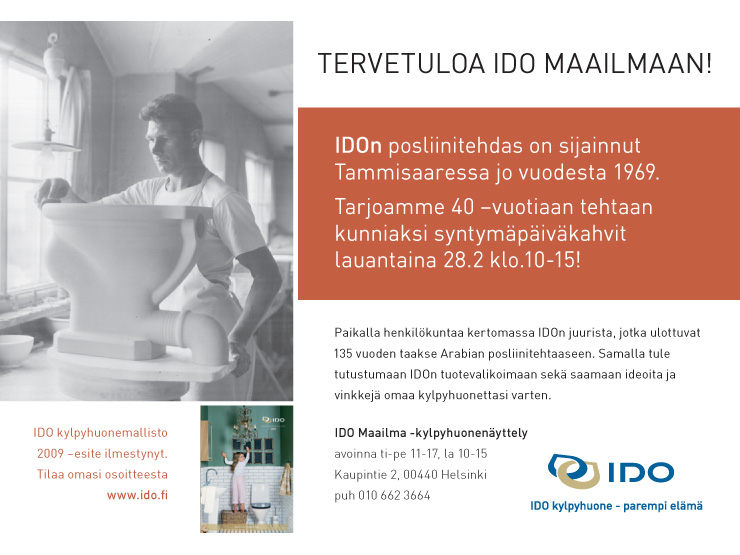 TERVETULOA IDO MAAILMAAN!
IDOn posliinitehdas on sijainnut
Tammisaaressa jo vuodesta 1969.
Tarjoamme 40 –vuotiaan tehtaan
kunniaksi syntymäpäiväkahvit
lauantaina 28.2 klo.10-15!
Paikalla henkilökuntaa kertomassa IDOn juurista, jotka ulottuvat
135 vuoden taakse Arabian posliinitehtaaseen. Samalla tule
tutustumaan IDOn tuotevalikoimaan sekä saamaan ideoita ja
vinkkejä omaa kylpyhuonettasi varten.
IDO kylpyhuonemallisto
2009 –esite ilmestynyt.
Tilaa omasi osoitteesta
www.ido.fi
IDO
IDO Maailma -kylpyhuonenäyttely
avoinna ti-pe 11-17, la 10-15
Kaupintie 2, 00440 Helsinki
puh 010 662 3664
IDO
IDO kylpyhuone - parempi elämä